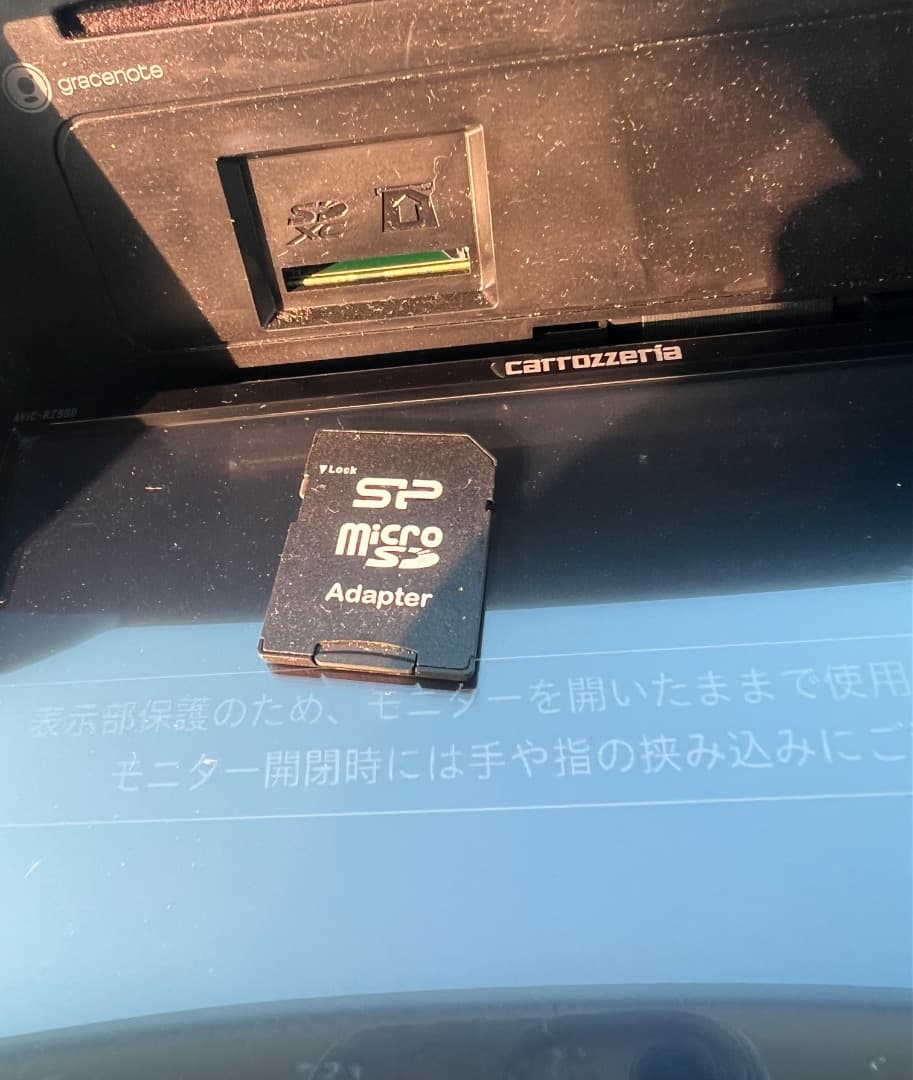 gracenote
SD
XC
carrozzeria
AVIC-RZ900
Lock
SP
micro
SD
Adapter
表示部保護のため、モニターを開いたままで使用
モニター開閉時には手や指の挟み込みにご